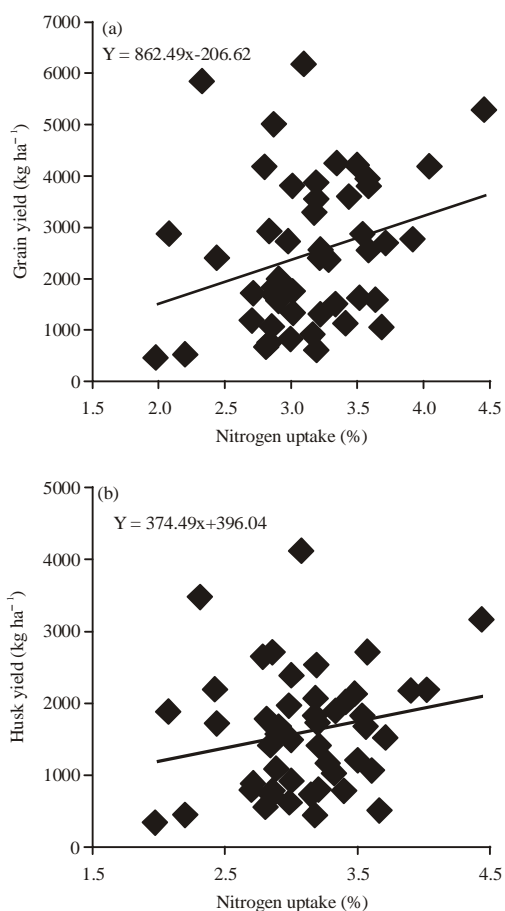 (a)
Y = 862.49x-206.62
Grain yield (kg ha⁻¹)
7000
6000
5000
4000
3000
2000
1000
0
1.5 2.0 2.5 3.0 3.5 4.0 4.5
Nitrogen uptake (%)
(b)
Y = 374.49x+396.04
Husk yield (kg ha⁻¹)
5000
4000
3000
2000
1000
0
1.5 2.5 3.5 4.5
Nitrogen uptake (%)